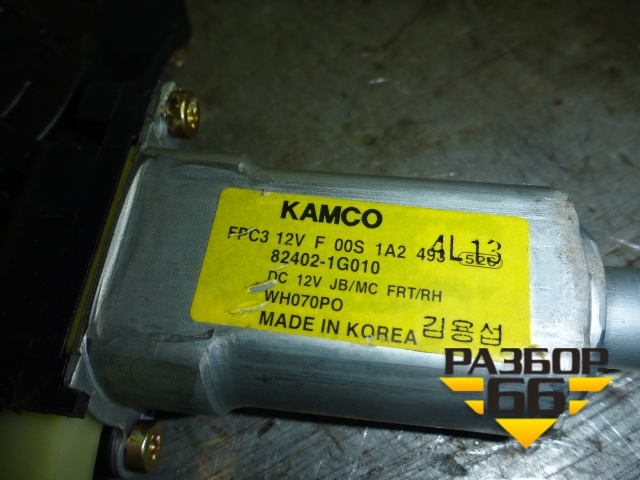 KAMCO
FPC3 12V F 00S 1A2 493 4L13
526
82402-1G010
DC 12V JB/MC FRT/RH
WH070PO
MADE IN KOREA 김용섭
РАЗБОР
66